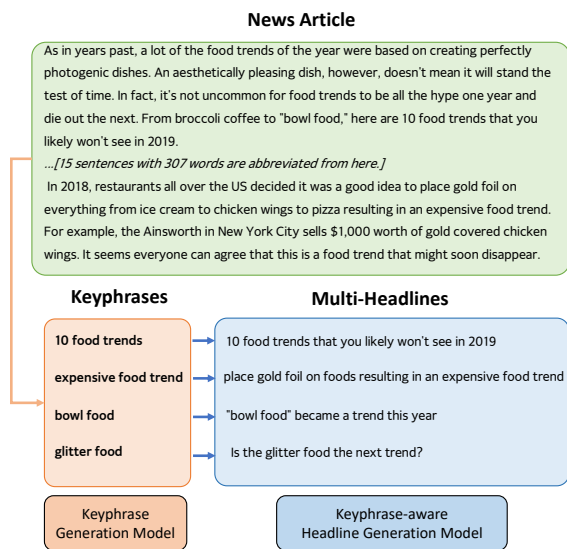 News Article
As in years past, a lot of the food trends of the year were based on creating perfectly
photogenic dishes. An aesthetically pleasing dish, however, doesn't mean it will stand the
test of time. In fact, it's not uncommon for food trends to be all the hype one year and
die out the next. From broccoli coffee to "bowl food," here are 10 food trends that you
likely won't see in 2019.
...[15 sentences with 307 words are abbreviated from here.]
In 2018, restaurants all over the US decided it was a good idea to place gold foil on
everything from ice cream to chicken wings to pizza resulting in an expensive food trend.
For example, the Ainsworth in New York City sells $1,000 worth of gold covered chicken
wings. It seems everyone can agree that this is a food trend that might soon disappear.
Keyphrases
Multi-Headlines
10 food trends
10 food trends that you likely won't see in 2019
expensive food trend
place gold foil on foods resulting in an expensive food trend
bowl food
"bowl food" became a trend this year
glitter food
Is the glitter food the next trend?
Keyphrase
Generation Model
Keyphrase-aware
Headline Generation Model